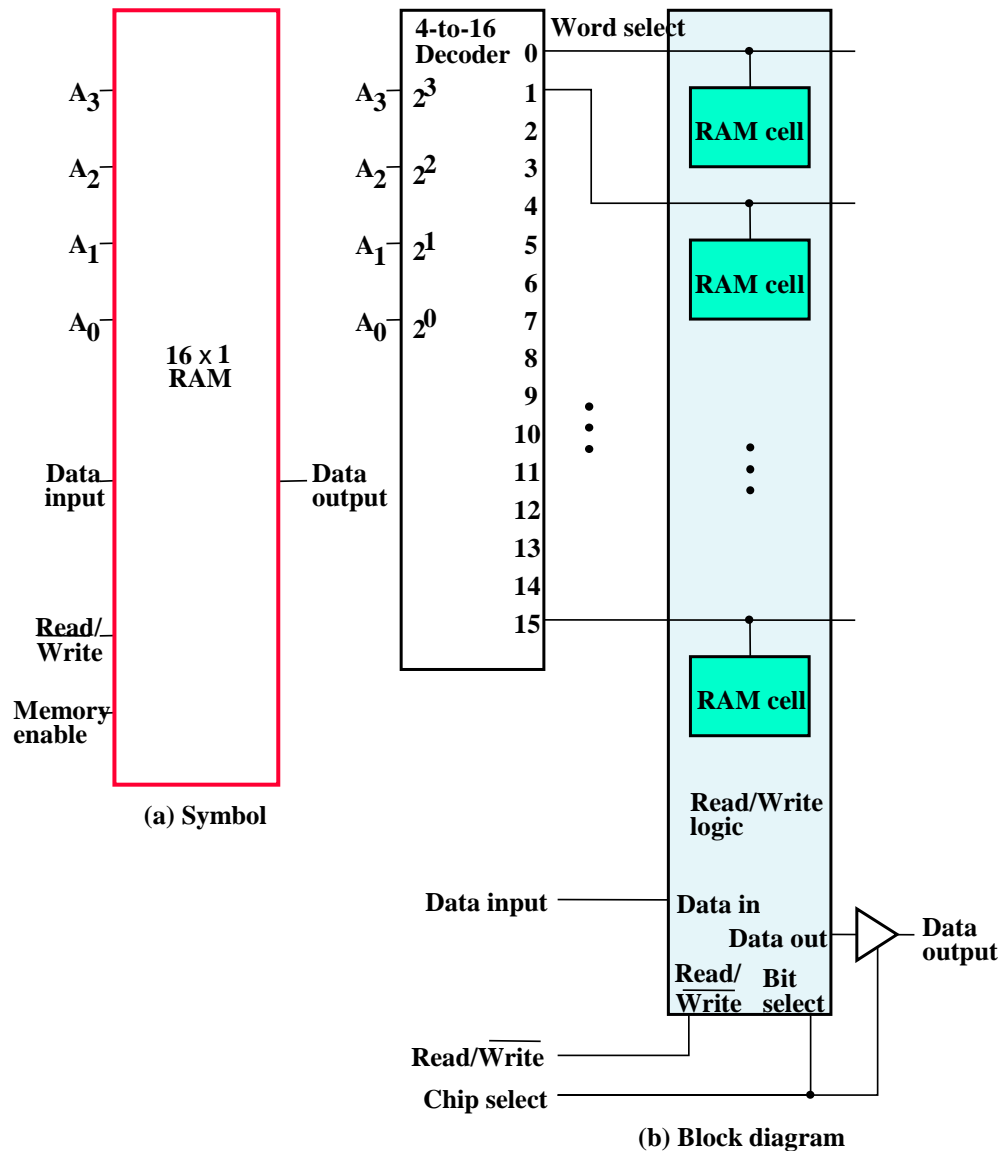 A3
A2
A1
A0
16 x 1
RAM
Data
input
Data
output
Read/
Write
Memory
enable
(a) Symbol
4-to-16
Decoder
A3
2^3
A2
2^2
A1
2^1
A0
2^0
Word select
0
1
2
3
4
5
6
7
8
9
10
11
12
13
14
15
RAM cell
RAM cell
RAM cell
Read/Write
logic
Data input
Data in
Data out
Data
output
Read/
Write
Bit
select
Read/Write
Chip select
(b) Block diagram